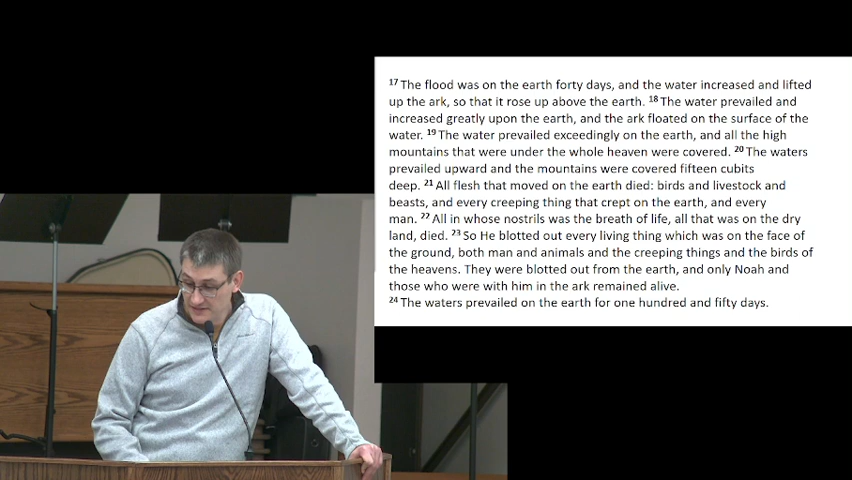 17 The flood was on the earth forty days, and the water increased and lifted
up the ark, so that it rose up above the earth. 18 The water prevailed and
increased greatly upon the earth, and the ark floated on the surface of the
water. 19 The water prevailed exceedingly on the earth, and all the high
mountains that were under the whole heaven were covered. 20 The waters
prevailed upward and the mountains were covered fifteen cubits
deep. 21 All flesh that moved on the earth died: birds and livestock and
beasts, and every creeping thing that crept on the earth, and every
man. 22 All in whose nostrils was the breath of life, all that was on the dry
land, died. 23 So He blotted out every living thing which was on the face of
the ground, both man and animals and the creeping things and the birds of
the heavens. They were blotted out from the earth, and only Noah and
those who were with him in the ark remained alive.
24 The waters prevailed on the earth for one hundred and fifty days.